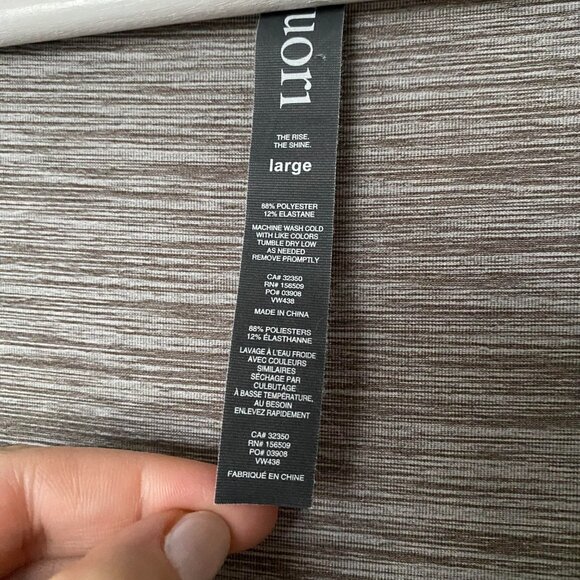 uori
THE RISE.
THE SHINE.
large
88% POLYESTER
12% ELASTANE
MACHINE WASH COLD
WITH LIKE COLORS
TUMBLE DRY LOW
AS NEEDED
REMOVE PROMPTLY
CA# 32350
RN# 156509
PO# 03908
VW438
MADE IN CHINA
88% POLIESTERS
12% ÉLASTHANNE
LAVAGE À L'EAU FROIDE
AVEC COULEURS
SIMILAIRES
SÉCHAGE PAR
CULBUTAGE
À BASSE TEMPÉRATURE,
AU BESOIN
ENLEVEZ RAPIDEMENT
CA# 32350
RN# 156509
PO# 03908
VW438
FABRIQUÉ EN CHINE